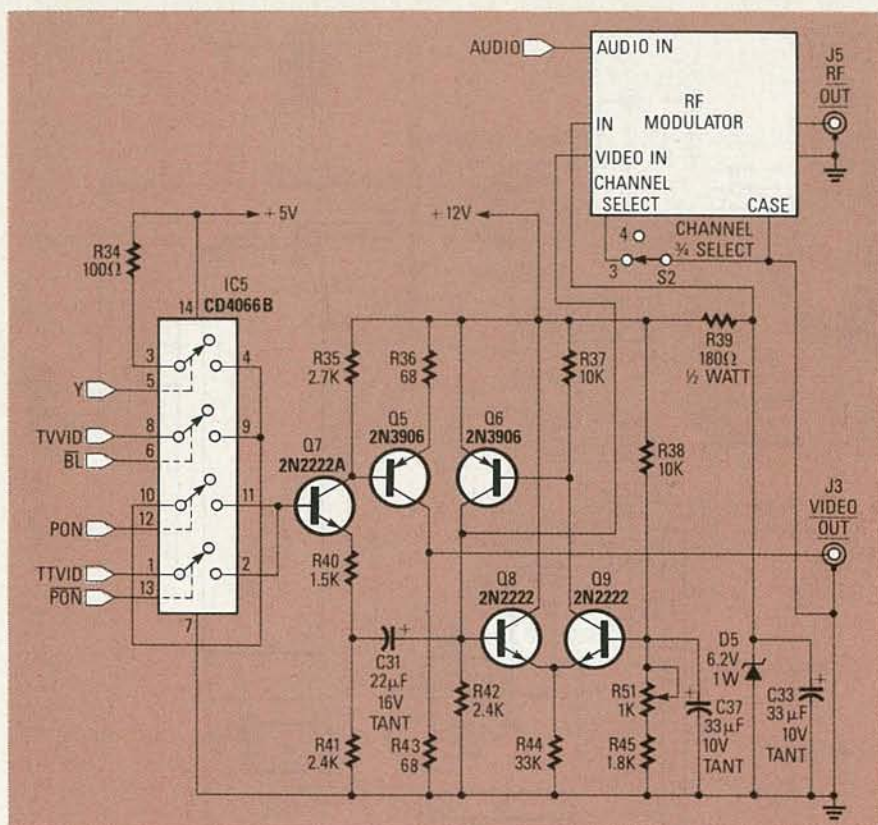 AUDIO
AUDIO IN
J5
RF
OUT
RF
MODULATOR
IN
VIDEO IN
CHANNEL
SELECT
CASE
+5V
+12V
4
CHANNEL
3/4 SELECT
3
S2
R34
100Ω
IC5
CD4066B
14
3
4
Y
5
TVVID
8
9
BL
6
10
11
PON
12
TTVID
1
2
PON
13
7
R35
2.7K
R36
68
R37
10K
R39
180Ω
½ WATT
R38
10K
Q7
2N2222A
Q5
2N3906
Q6
2N3906
J3
VIDEO
OUT
R40
1.5K
Q8
2N2222
Q9
2N2222
+
C31
22µF
16V
TANT
D5
6.2V
1W
+
C33
33µF
10V
TANT
R51
1K
+
C37
33µF
10V
TANT
R41
2.4K
R43
68
R42
2.4K
R44
33K
R45
1.8K